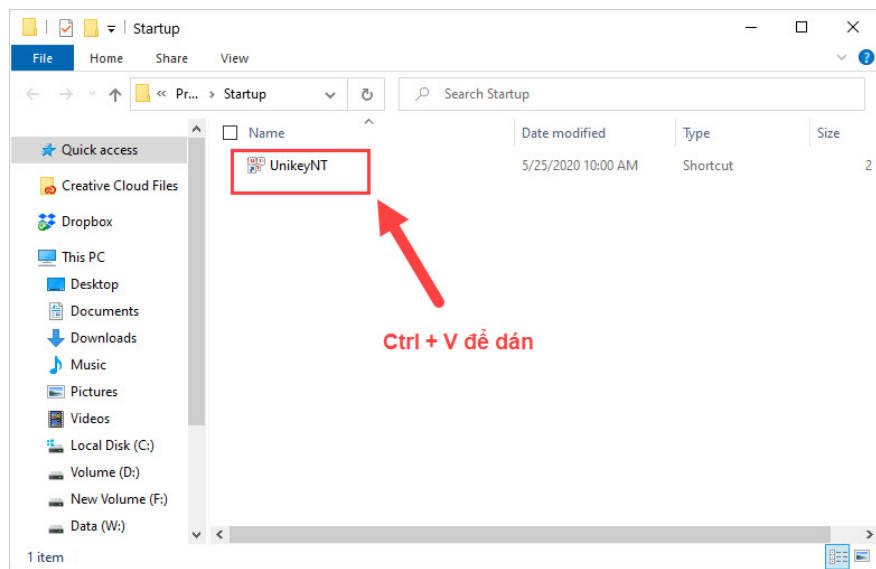 Startup
File Home Share View
« Pr... › Startup Search Startup
Name Date modified Type Size
Quick access
UnikeyNT 5/25/2020 10:00 AM Shortcut 2
Creative Cloud Files
Dropbox
This PC
Desktop
Documents
Downloads
Ctrl + V để dán
Music
Pictures
Videos
Local Disk (C:)
Volume (D:)
New Volume (F:)
Data (W:)
1 item